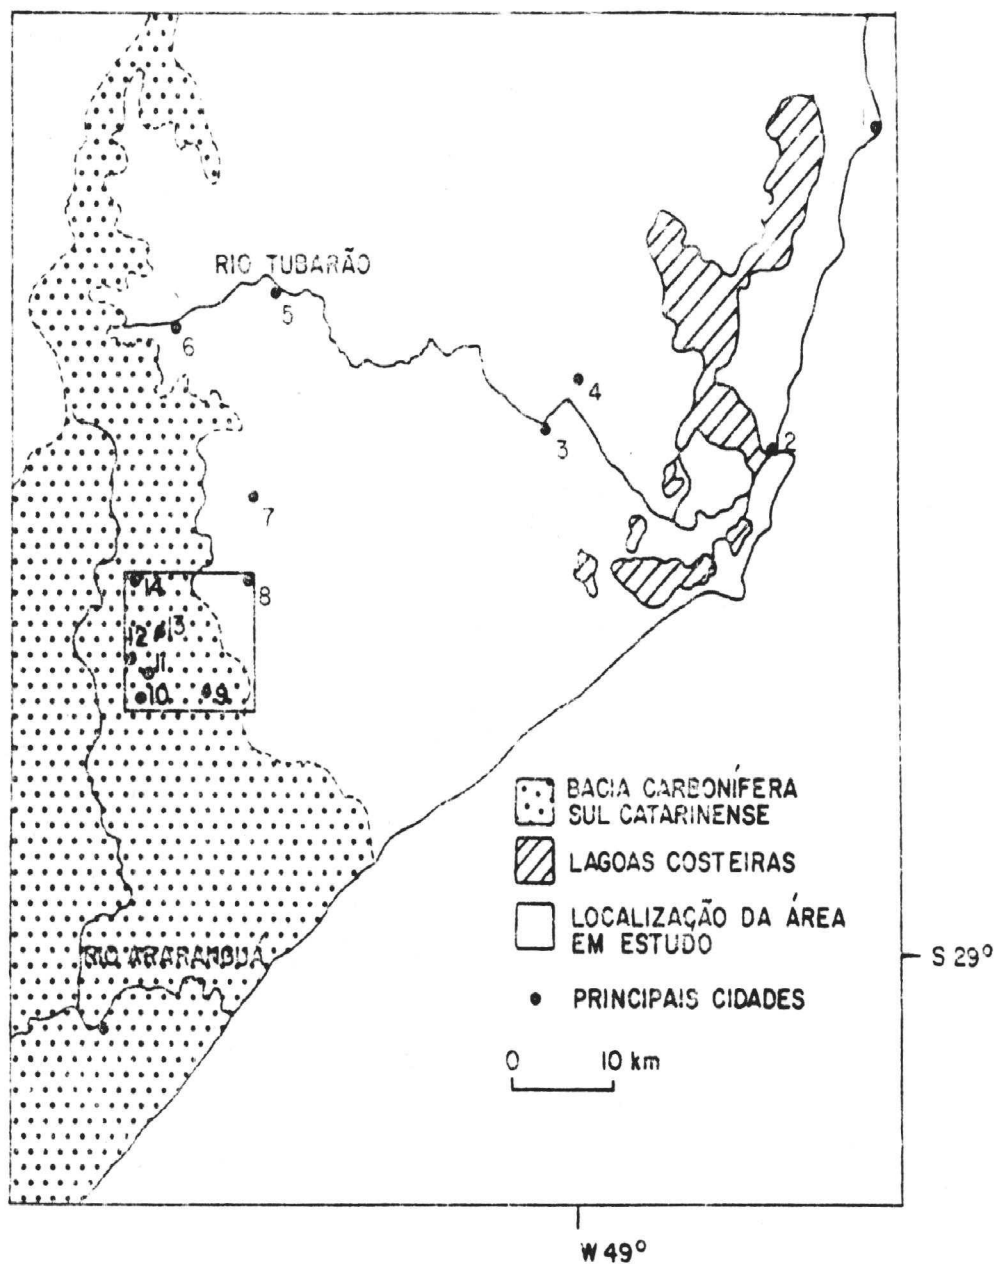 RIO TUBARÃO
5
6
4
3
2
7
14
8
12
13
11
10
9
BACIA CARBONÍFERA
SUL CATARINENSE
LAGOAS COSTEIRAS
LOCALIZAÇÃO DA ÁREA
EM ESTUDO
RIO ARARANGUÁ
S 29°
PRINCIPAIS CIDADES
0 10 km
W 49°